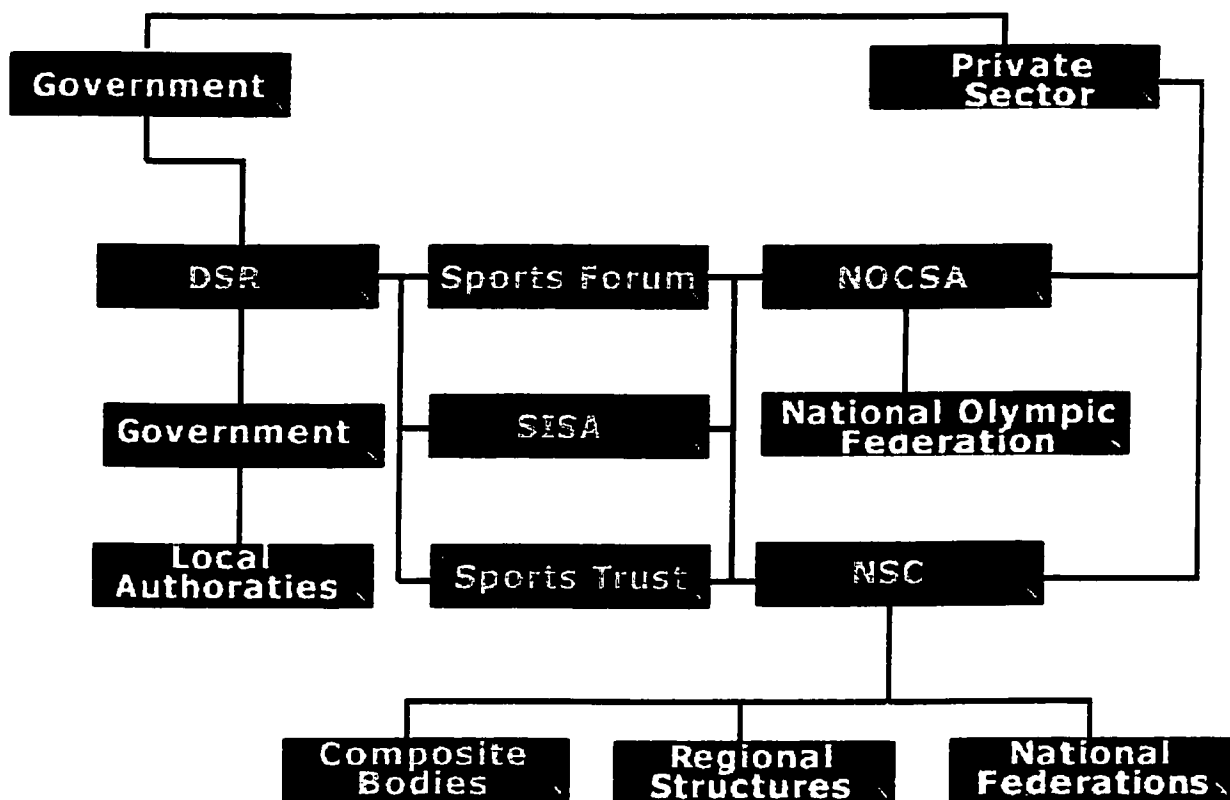 Government
Private
Sector
DSR
Sports Forum
NOCSA
Government
SISA
National Olympic
Federation
Local
Authoraties
Sports Trust
NSC
Composite
Bodies
Regional
Structures
National
Federations